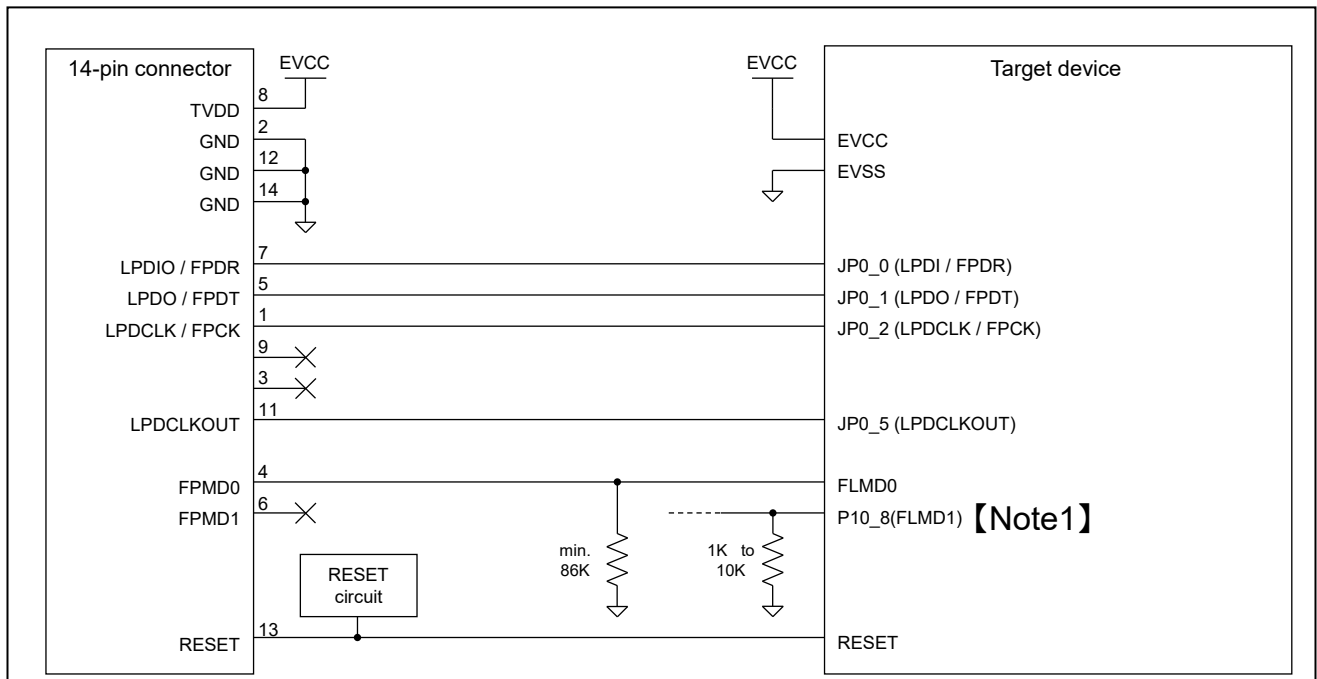 14-pin connector
EVCC
EVCC
Target device
8
TVDD
2
GND
EVCC
12
GND
EVSS
14
GND
7
LPDIO / FPDR
JP0_0 (LPDI / FPDR)
5
LPDO / FPDT
JP0_1 (LPDO / FPDT)
1
LPDCLK / FPCK
JP0_2 (LPDCLK / FPCK)
9
3
11
LPDCLKOUT
JP0_5 (LPDCLKOUT)
4
FPMD0
FLMD0
6
FPMD1
P10_8(FLMD1)【Note1】
min.
86K
1K to
10K
RESET
circuit
13
RESET
RESET